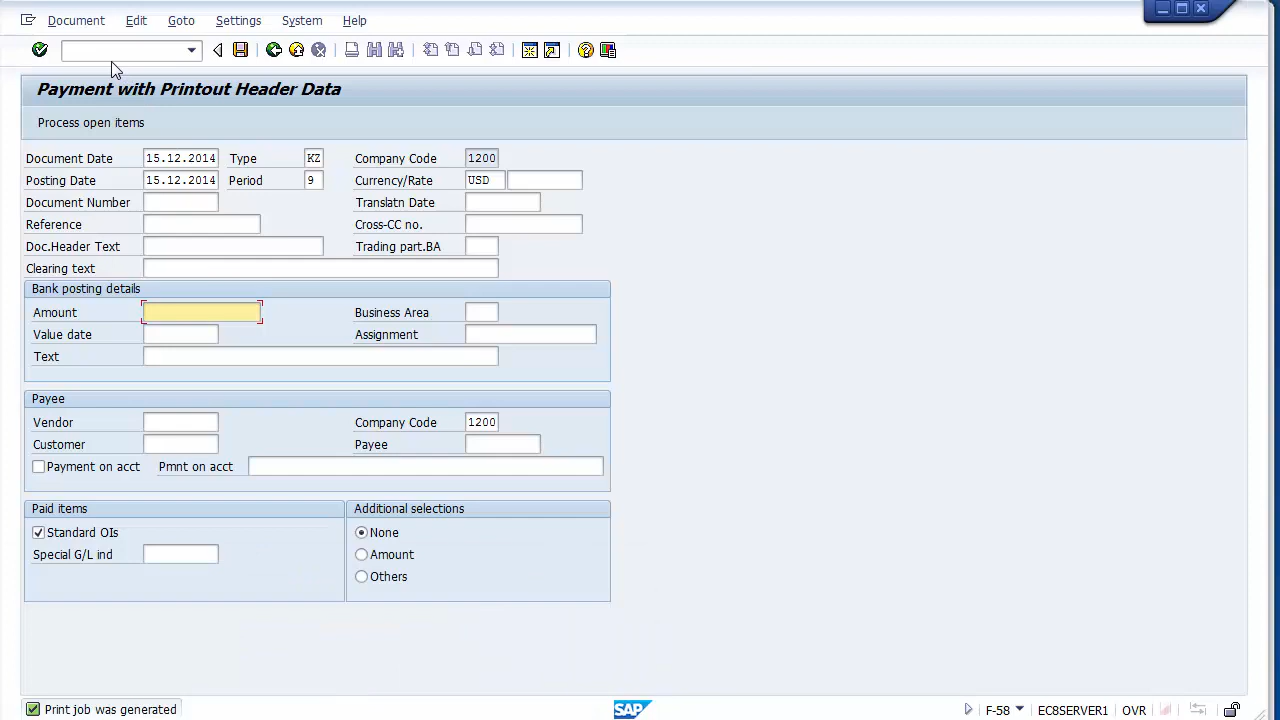 Document Edit Goto Settings System Help
Payment with Printout Header Data
Process open items
Document Date 15.12.2014 Type KZ Company Code 1200
Posting Date 15.12.2014 Period 9 Currency/Rate USD
Document Number Translatn Date
Reference Cross-CC no.
Doc.Header Text Trading part.BA
Clearing text
Bank posting details
Amount Business Area
Value date Assignment
Text
Payee
Vendor Company Code 1200
Customer Payee
Payment on acct Pmnt on acct
Paid items Additional selections
Standard OIs None
Special G/L ind Amount
Others
Print job was generated SAP F-58 ECGSERVER1 OVR